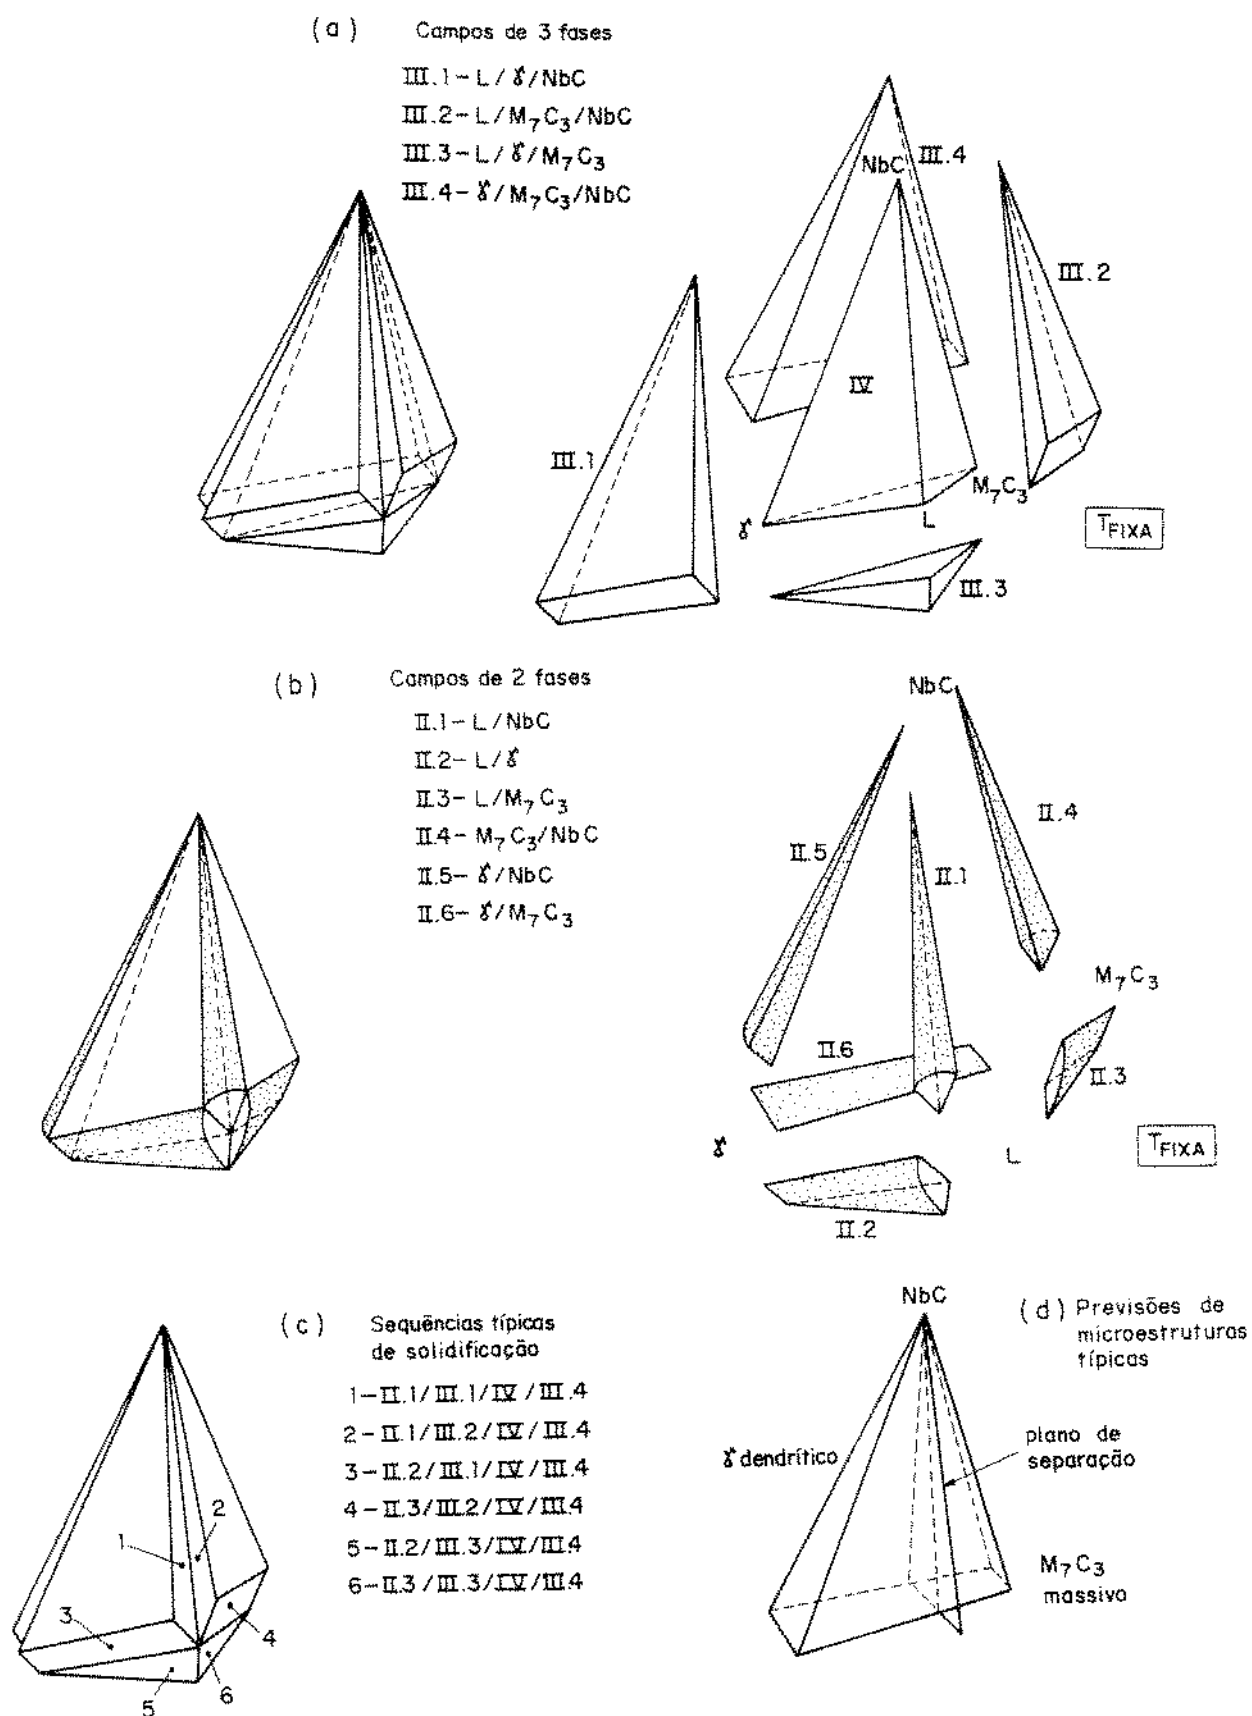 (a) Campos de 3 fases
III.1 - L / γ / NbC
III.2 - L / M₇C₃ / NbC
III.3 - L / γ / M₇C₃
III.4 - γ / M₇C₃ / NbC
NbC
III.4
III.2
III.1
IV
M₇C₃
γ
L
TFIXA
III.3
(b) Campos de 2 fases
II.1 - L / NbC
II.2 - L / γ
II.3 - L / M₇C₃
II.4 - M₇C₃ / NbC
II.5 - γ / NbC
II.6 - γ / M₇C₃
NbC
II.4
II.5
II.1
M₇C₃
II.6
II.3
γ
L
TFIXA
II.2
(c) Sequências típicas
de solidificação
1 - II.1 / III.1 / IV / III.4
2 - II.1 / III.2 / IV / III.4
3 - II.2 / III.1 / IV / III.4
4 - II.3 / III.2 / IV / III.4
5 - II.2 / III.3 / IV / III.4
6 - II.3 / III.3 / IV / III.4
1
2
3
4
5
6
NbC
(d) Previsões de
microestruturas
típicas
γ dendrítico
plano de
separação
M₇C₃
massivo